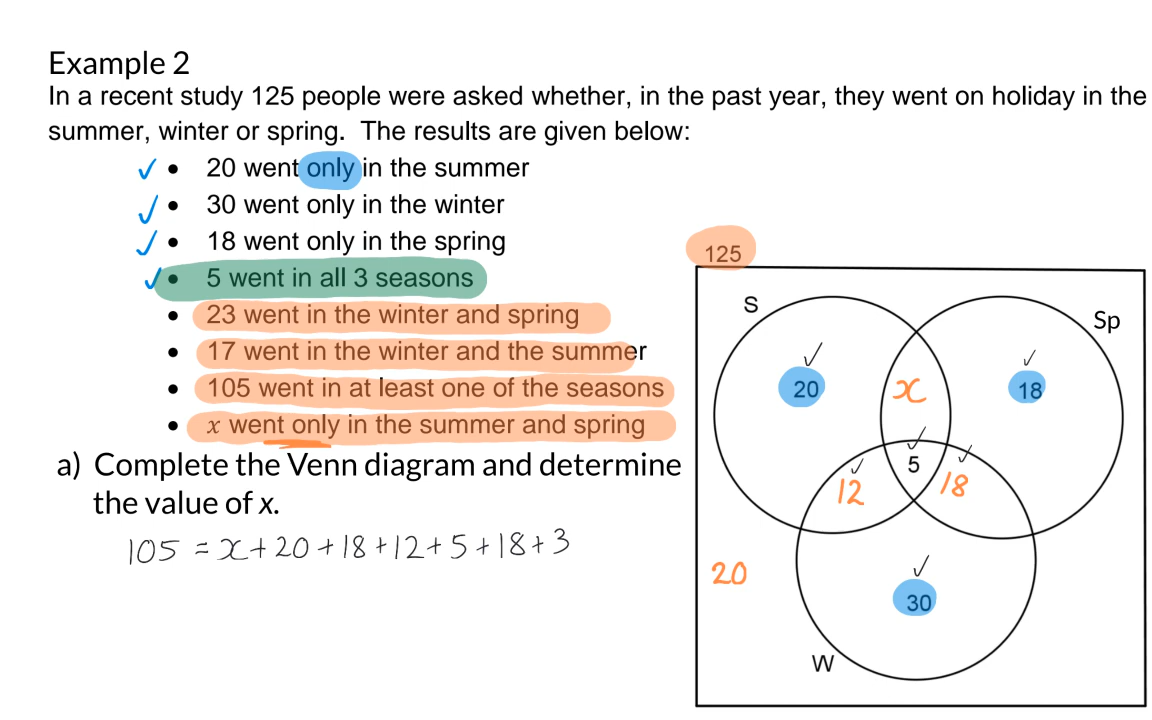 Example 2
In a recent study 125 people were asked whether, in the past year, they went on holiday in the
summer, winter or spring. The results are given below:
✓ • 20 went only in the summer
✓ • 30 went only in the winter
✓ • 18 went only in the spring
✓ • 5 went in all 3 seasons
• 23 went in the winter and spring
• 17 went in the winter and the summer
• 105 went in at least one of the seasons
• x went only in the summer and spring
a) Complete the Venn diagram and determine
the value of x.
105 = x + 20 + 18 + 12 + 5 + 18 + 3
125
S
Sp
✓ ✓
20 x 18
✓ ✓ ✓
12 5 18
20
✓
30
W